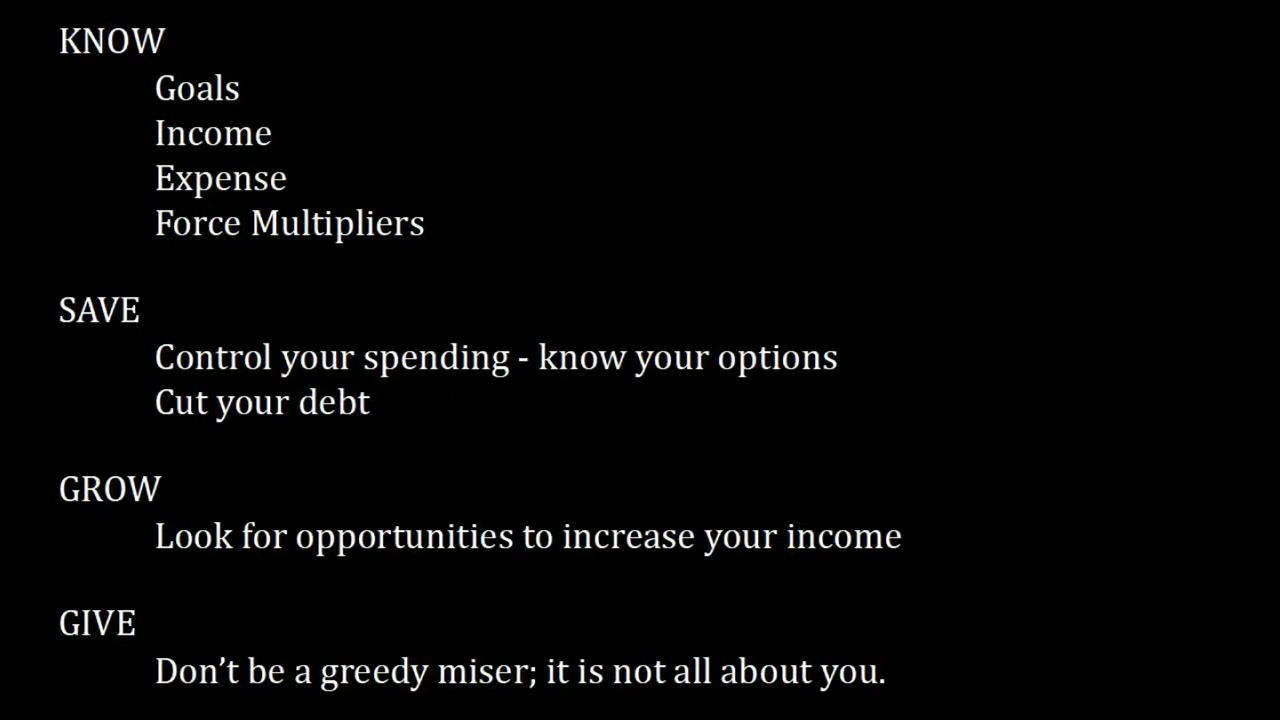 KNOW
Goals
Income
Expense
Force Multipliers
SAVE
Control your spending - know your options
Cut your debt
GROW
Look for opportunities to increase your income
GIVE
Don’t be a greedy miser; it is not all about you.